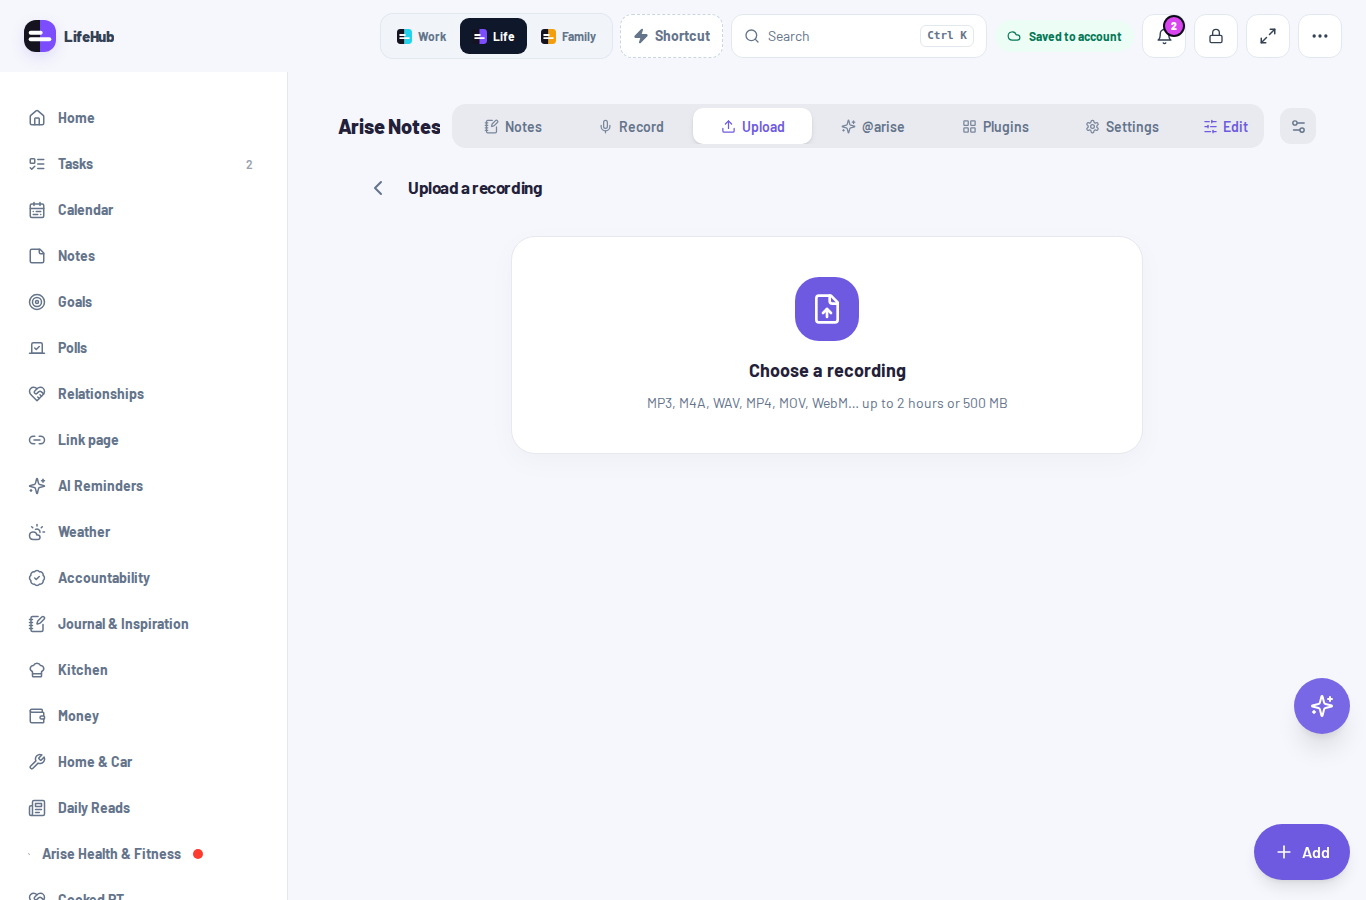 LifeHub
Work
Life
Family
Shortcut
Search
Ctrl K
Saved to account
2
Home
Tasks
2
Calendar
Notes
Goals
Polls
Relationships
Link page
AI Reminders
Weather
Accountability
Journal & Inspiration
Kitchen
Money
Home & Car
Daily Reads
Arise Health & Fitness
Cooked PT
Arise Notes
Notes
Record
Upload
@arise
Plugins
Settings
Edit
Upload a recording
Choose a recording
MP3, M4A, WAV, MP4, MOV, WebM... up to 2 hours or 500 MB
Add